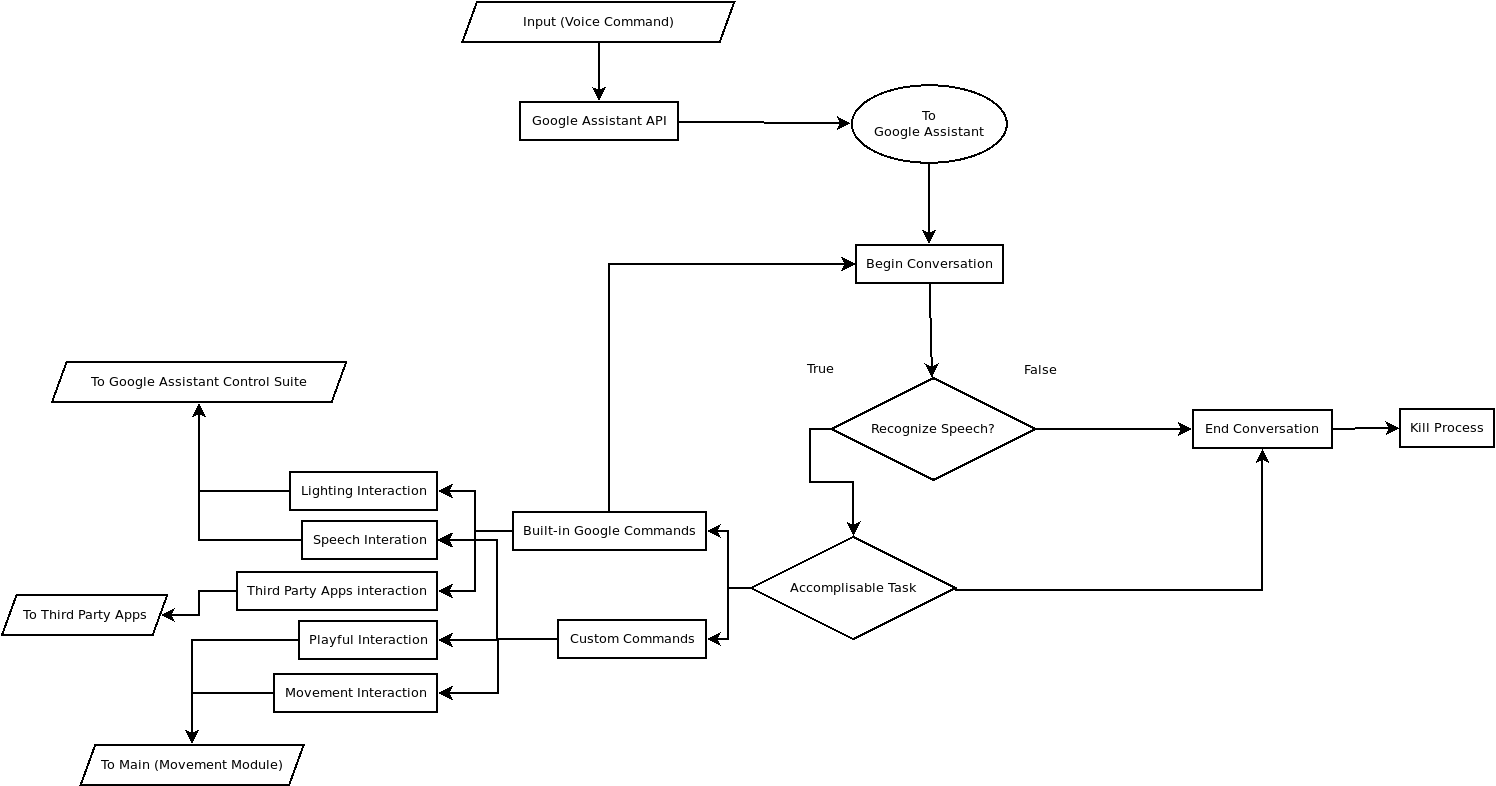 Input (Voice Command)
Google Assistant API
To
Google Assistant
Begin Conversation
True
False
To Google Assistant Control Suite
Recognize Speech?
End Conversation
Kill Process
Lighting Interaction
Built-in Google Commands
Speech Interation
Third Party Apps interaction
Accomplisable Task
To Third Party Apps
Playful Interaction
Custom Commands
Movement Interaction
To Main (Movement Module)